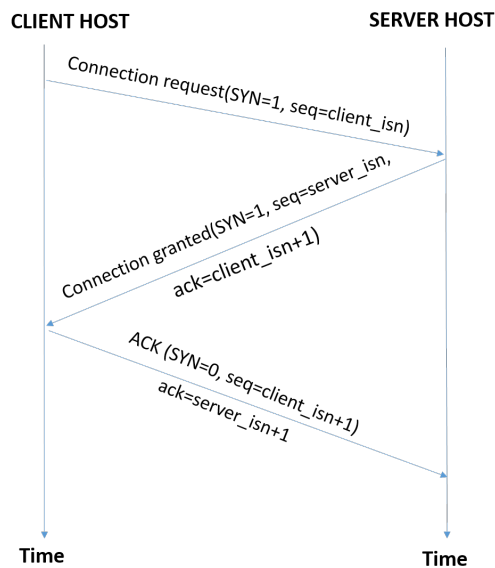 CLIENT HOST
SERVER HOST
Connection request(SYN=1, seq=client_isn)
Connection granted(SYN=1, seq=server_isn,
ack=client_isn+1)
ACK (SYN=0, seq=client_isn+1)
ack=server_isn+1
Time
Time